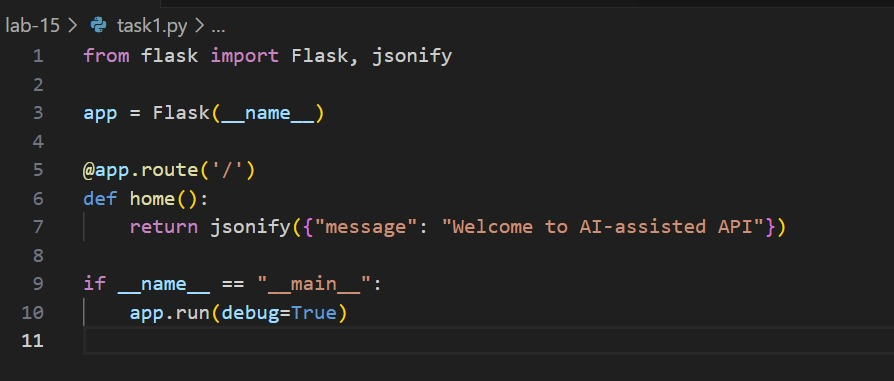 lab-15 > task1.py > ...
1 from flask import Flask, jsonify
2
3 app = Flask(__name__)
4
5 @app.route('/')
6 def home():
7     return jsonify({"message": "Welcome to AI-assisted API"})
8
9 if __name__ == "__main__":
10     app.run(debug=True)
11